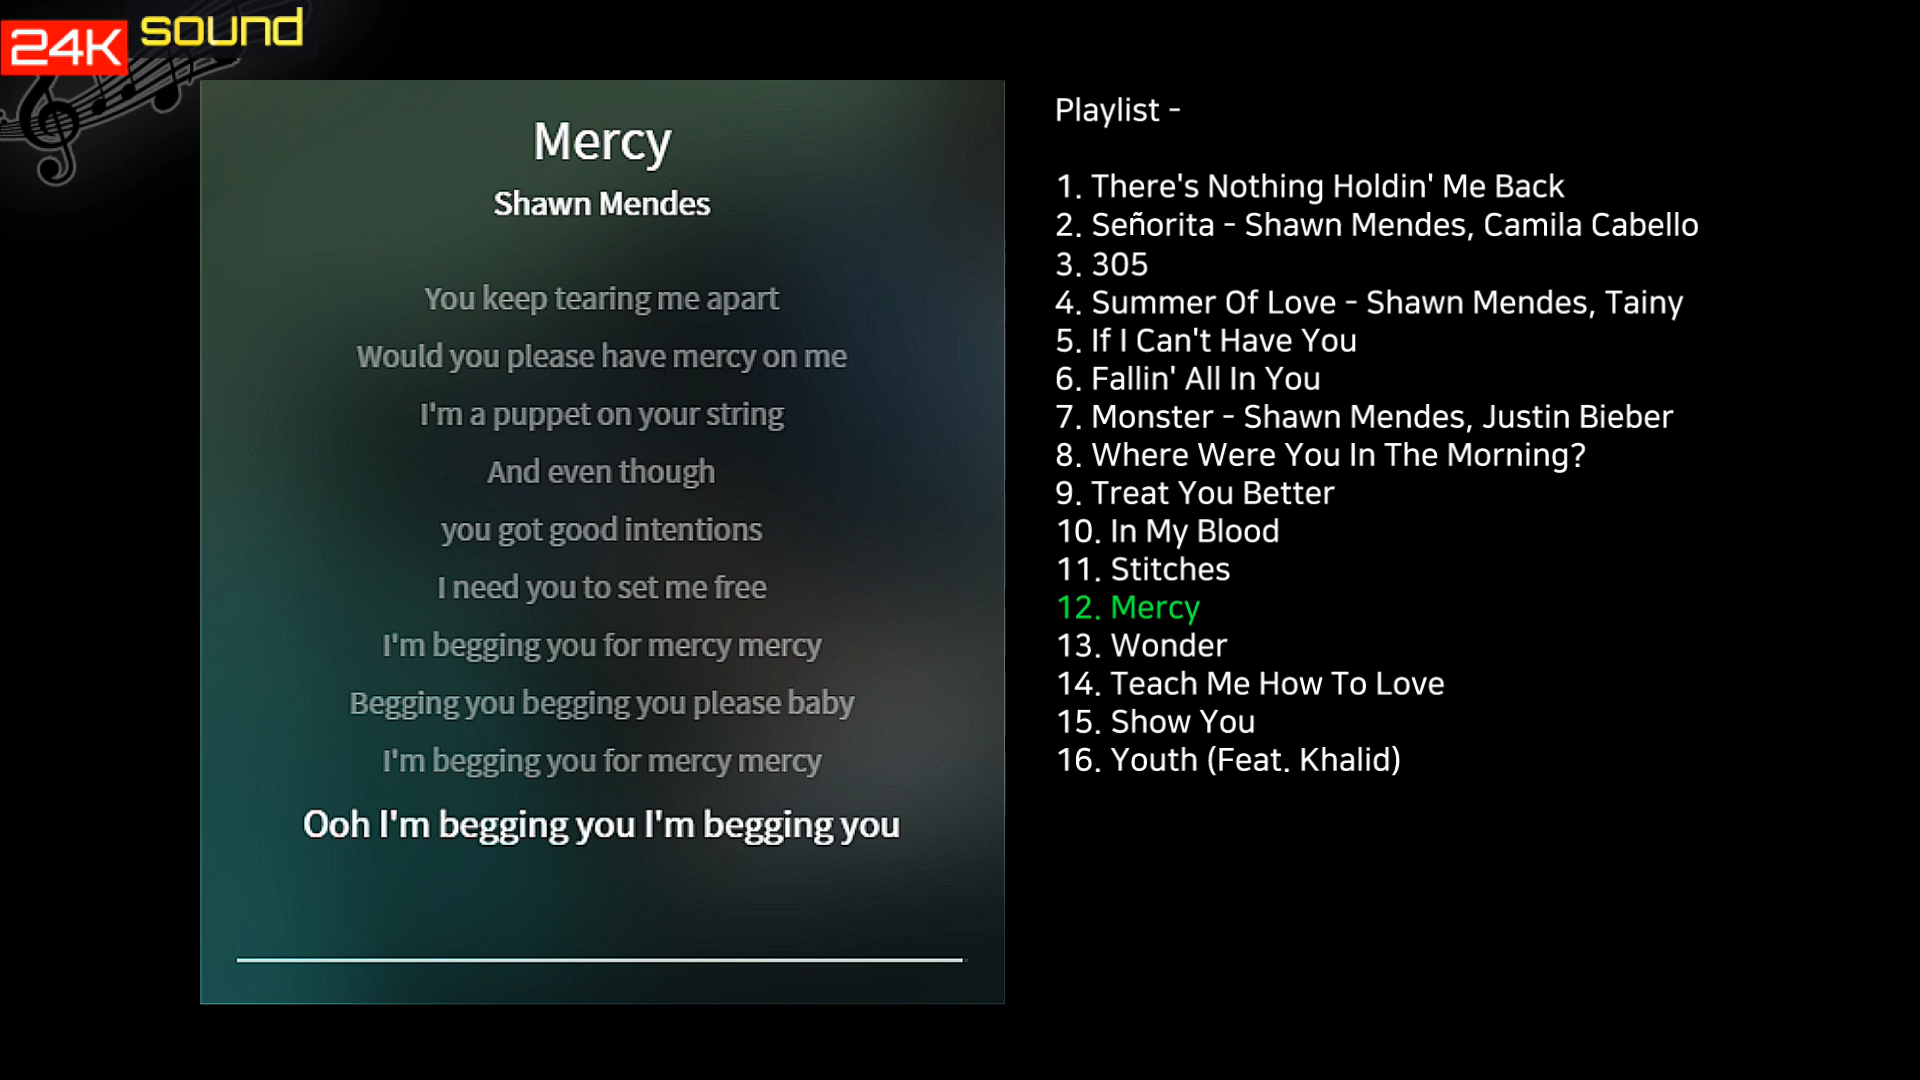 24K sound
Mercy
Shawn Mendes
You keep tearing me apart
Would you please have mercy on me
I'm a puppet on your string
And even though
you got good intentions
I need you to set me free
I'm begging you for mercy mercy
Begging you begging you please baby
I'm begging you for mercy mercy
Ooh I'm begging you I'm begging you
Playlist -
1. There's Nothing Holdin' Me Back
2. Señorita - Shawn Mendes, Camila Cabello
3. 305
4. Summer Of Love - Shawn Mendes, Tainy
5. If I Can't Have You
6. Fallin' All In You
7. Monster - Shawn Mendes, Justin Bieber
8. Where Were You In The Morning?
9. Treat You Better
10. In My Blood
11. Stitches
12. Mercy
13. Wonder
14. Teach Me How To Love
15. Show You
16. Youth (Feat. Khalid)